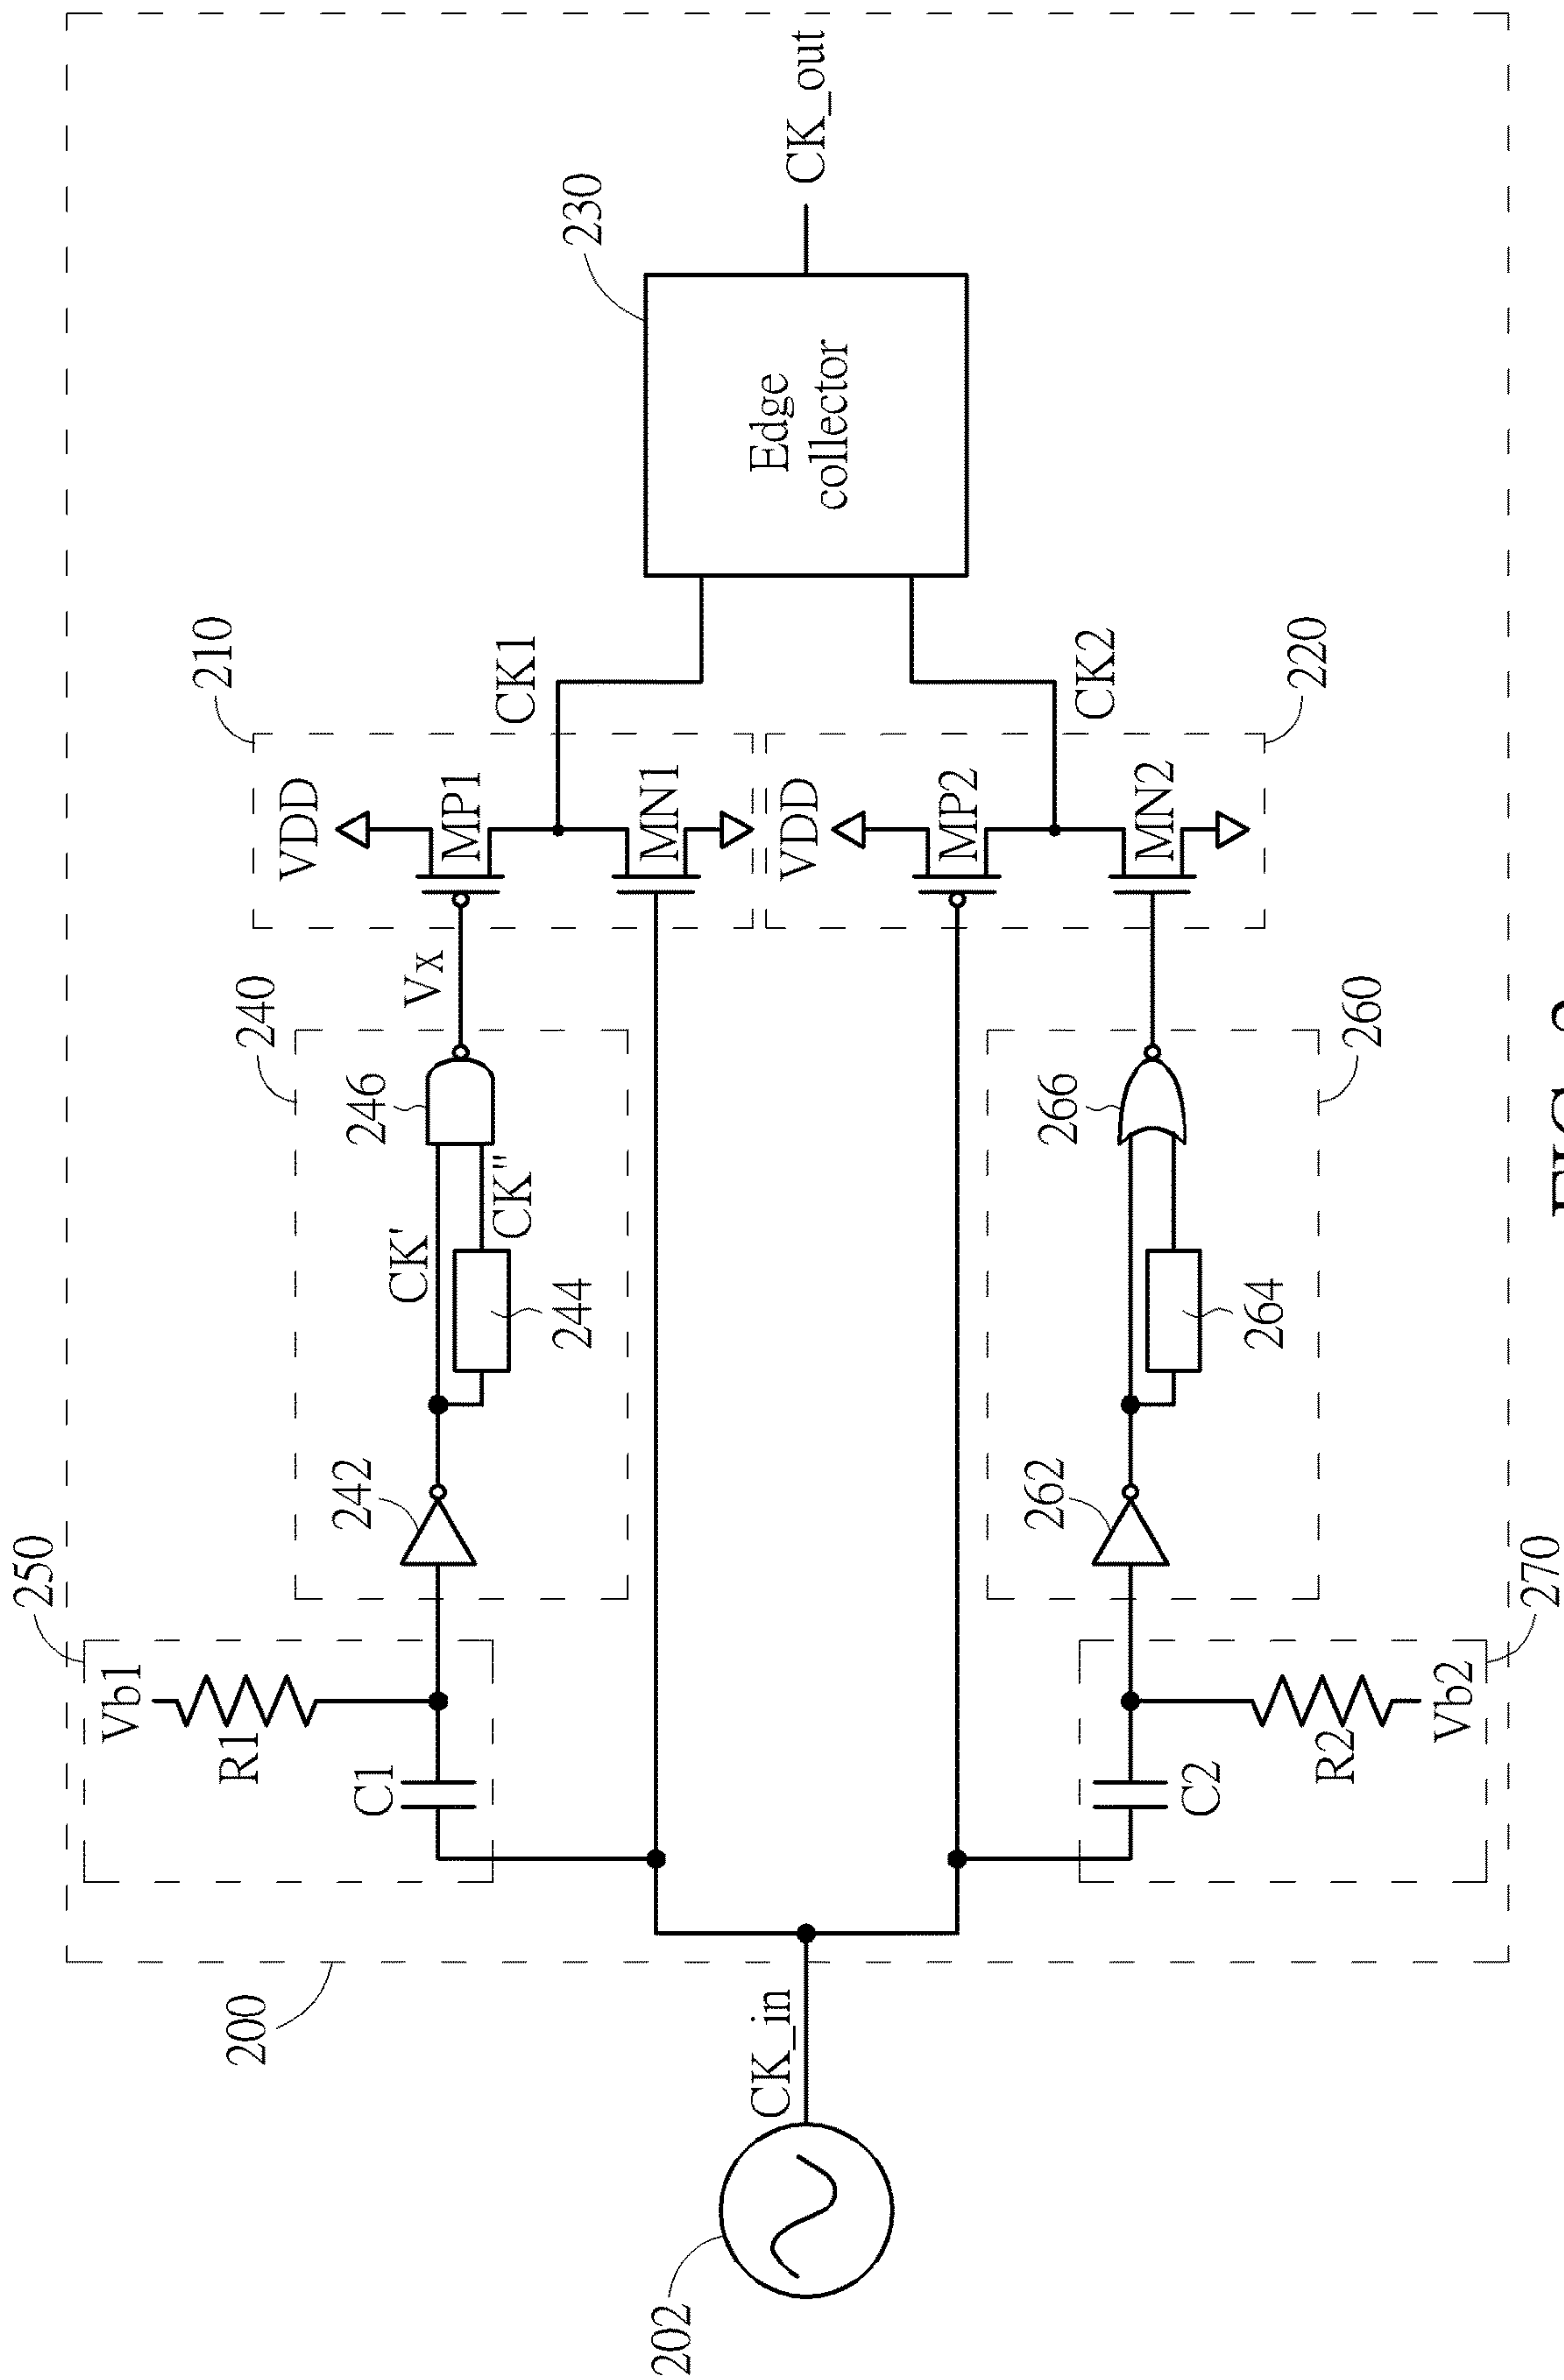 200
250
Vb1
R1
C1
242
240
CK'
CK"
244
246
Vx
210
VDD
MP1
MN1
CK1
230
Edge
collector
CK_out
202
CK_in
VDD
MP2
MN2
CK2
220
262
264
266
260
C2
R2
Vb2
270